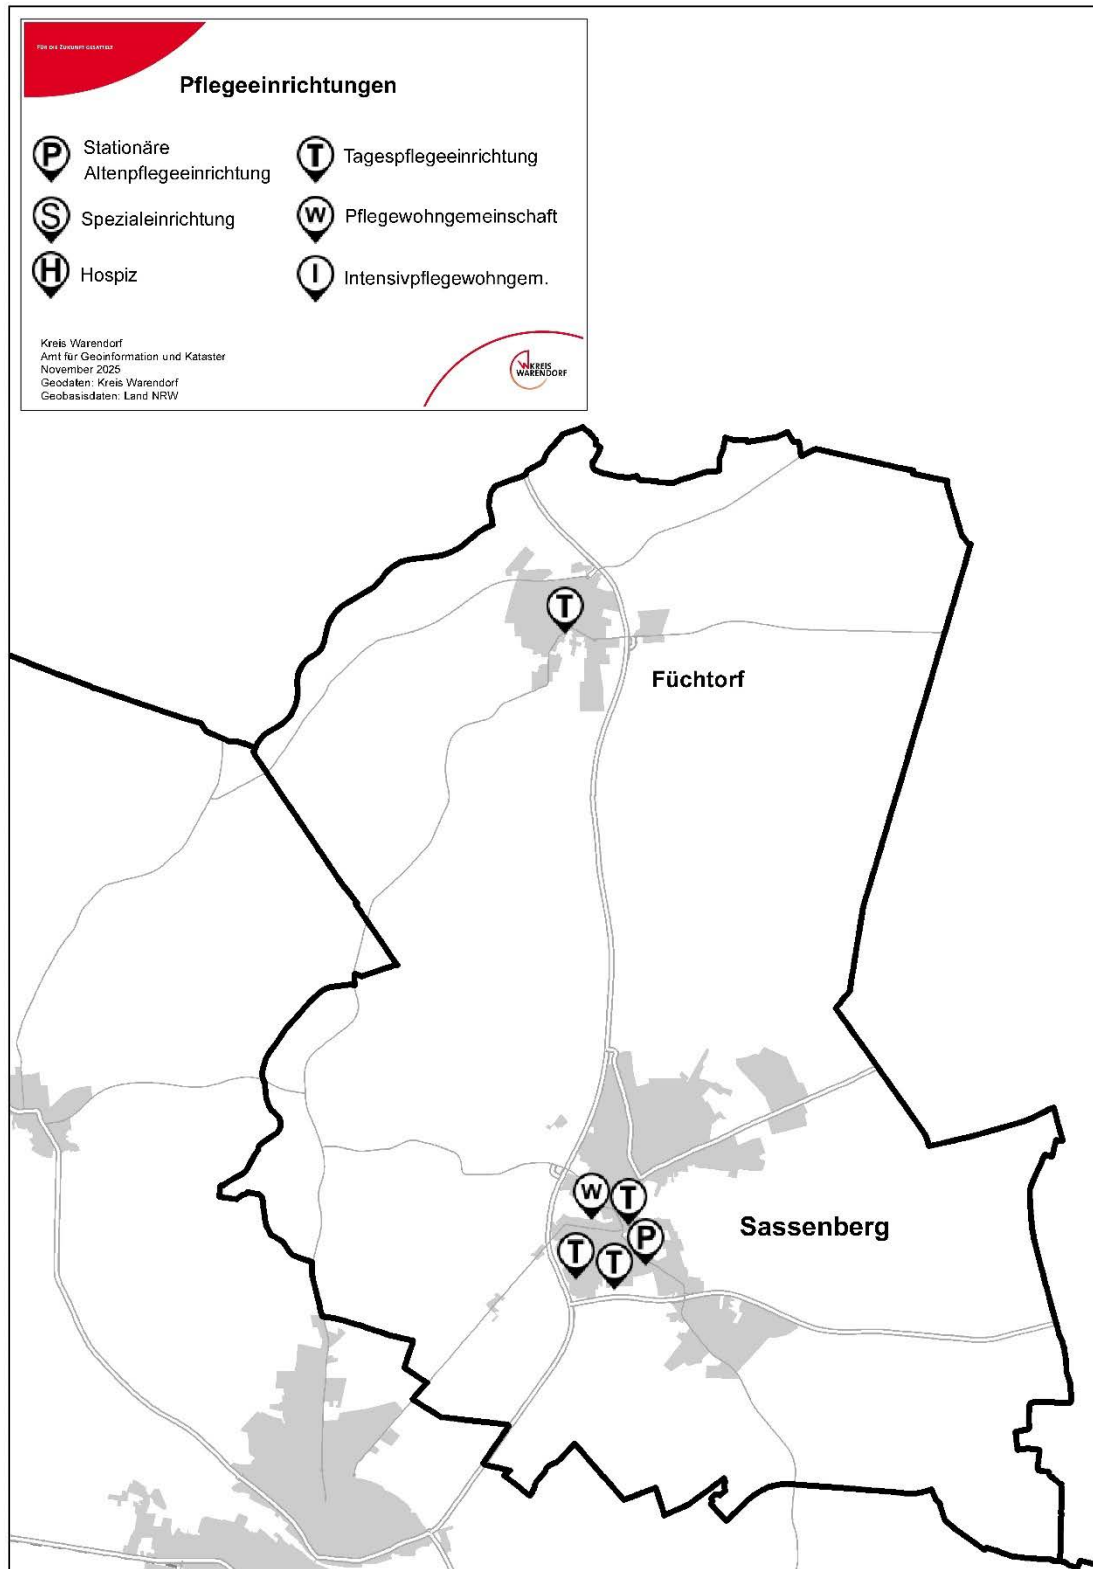 FÜR DIE ZUKUNFT GESATTELT
Pflegeeinrichtungen
P Stationäre
Altenpflegeeinrichtung
T Tagespflegeeinrichtung
S Spezialeinrichtung
W Pflegewohngemeinschaft
H Hospiz
I Intensivpflegewohngem.
Kreis Warendorf
Amt für Geoinformation und Kataster
November 2025
Geodaten: Kreis Warendorf
Geobasisdaten: Land NRW
KREIS
WARENDORF
T
Füchtorf
W
T
P
T
T
Sassenberg